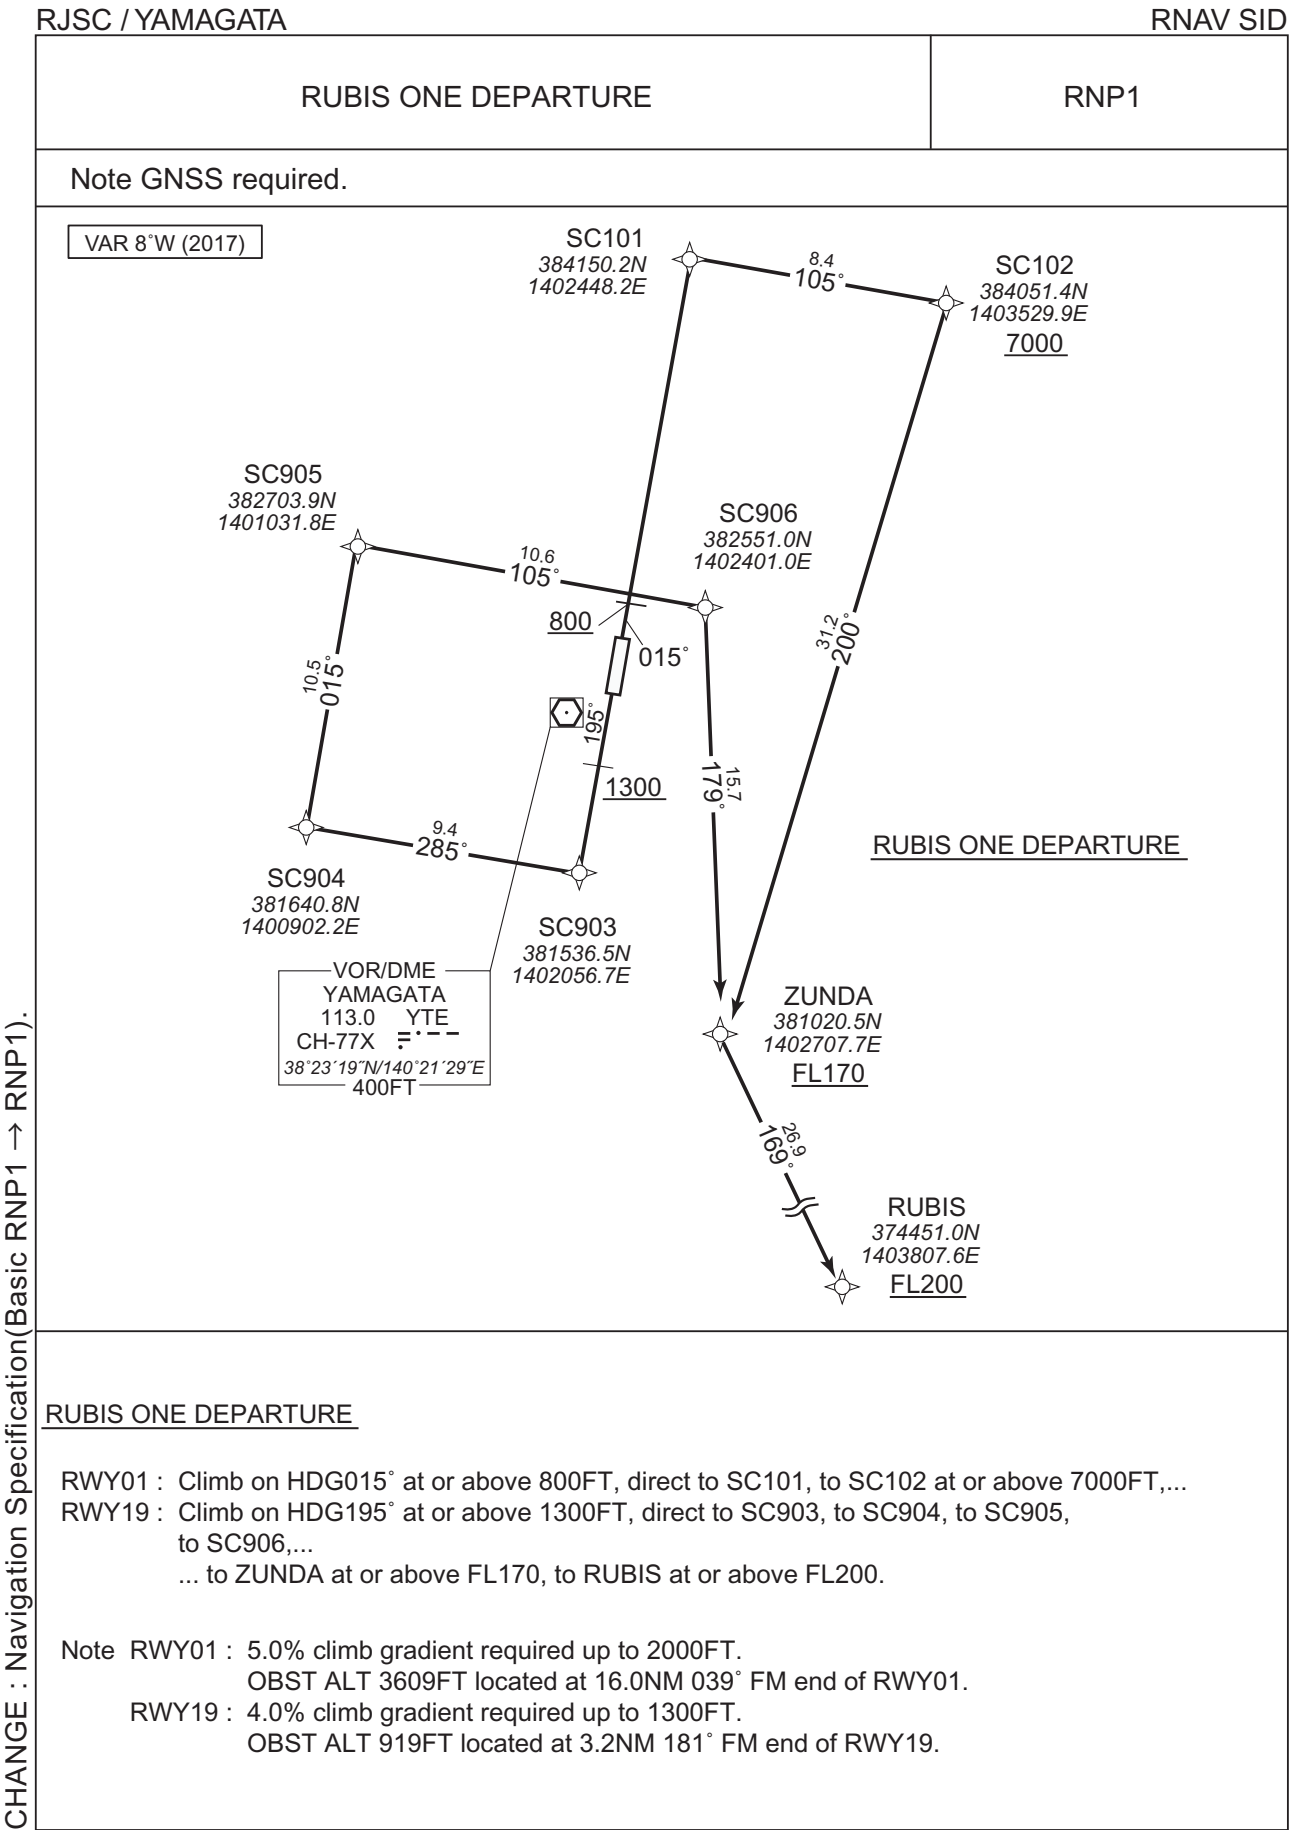 RJSC / YAMAGATA
RNAV SID
RUBIS ONE DEPARTURE
RNP1
Note GNSS required.
VAR 8˚W (2017)
SC101
384150.2N
1402448.2E
8.4
105˚
SC102
384051.4N
1403529.9E
7000
SC905
382703.9N
1401031.8E
10.6
105˚
SC906
382551.0N
1402401.0E
800
015˚
31.2
200˚
10.5
015˚
195˚
1300
15.7
179˚
9.4
285˚
RUBIS ONE DEPARTURE
SC904
381640.8N
1400902.2E
SC903
381536.5N
1402056.7E
VOR/DME
YAMAGATA
113.0 YTE
CH-77X
38˚23´19˝N/140˚21´29˝E
400FT
ZUNDA
381020.5N
1402707.7E
FL170
26.9
169˚
RUBIS
374451.0N
1403807.6E
FL200
RUBIS ONE DEPARTURE
RWY01 : Climb on HDG015˚ at or above 800FT, direct to SC101, to SC102 at or above 7000FT,...
RWY19 : Climb on HDG195˚ at or above 1300FT, direct to SC903, to SC904, to SC905,
to SC906,...
... to ZUNDA at or above FL170, to RUBIS at or above FL200.
Note RWY01 : 5.0% climb gradient required up to 2000FT.
OBST ALT 3609FT located at 16.0NM 039˚ FM end of RWY01.
RWY19 : 4.0% climb gradient required up to 1300FT.
OBST ALT 919FT located at 3.2NM 181˚ FM end of RWY19.
CHANGE : Navigation Specification(Basic RNP1 → RNP1).